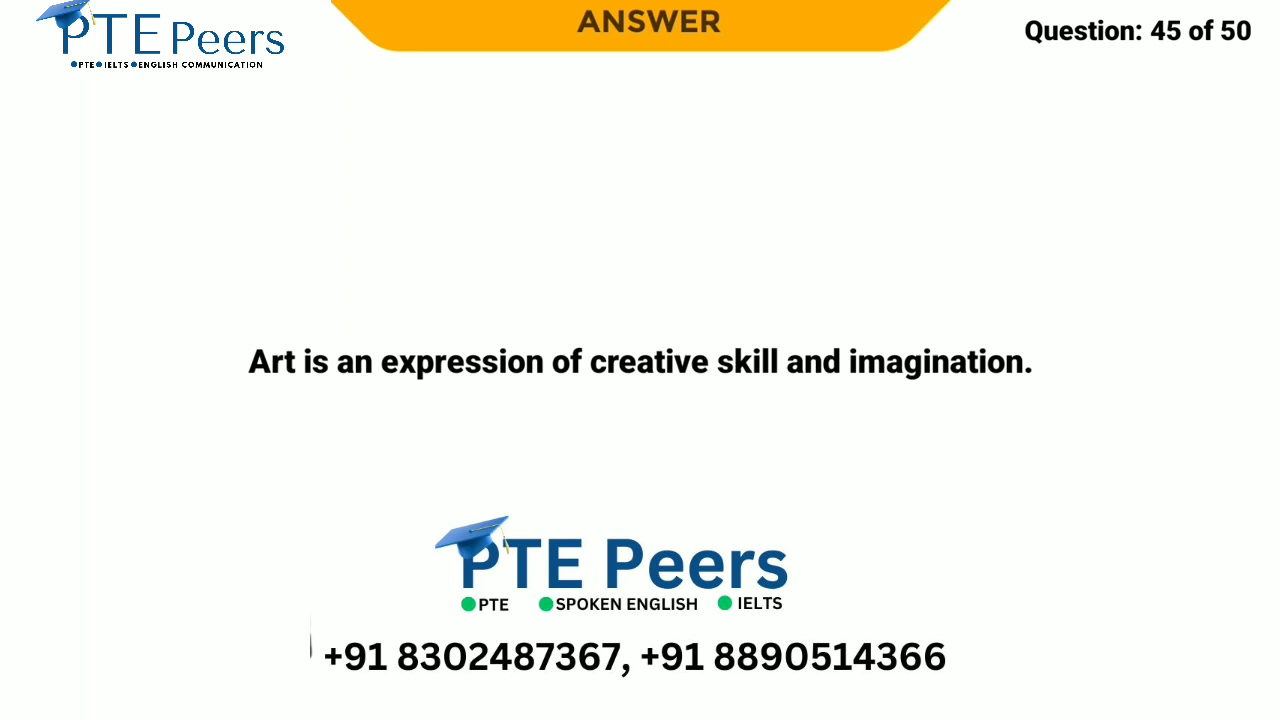 ANSWER
Question: 45 of 50
PTE Peers
PTE IELTS ENGLISH COMMUNICATION
Art is an expression of creative skill and imagination.
PTE Peers
PTE SPOKEN ENGLISH IELTS
+91 8302487367, +91 8890514366